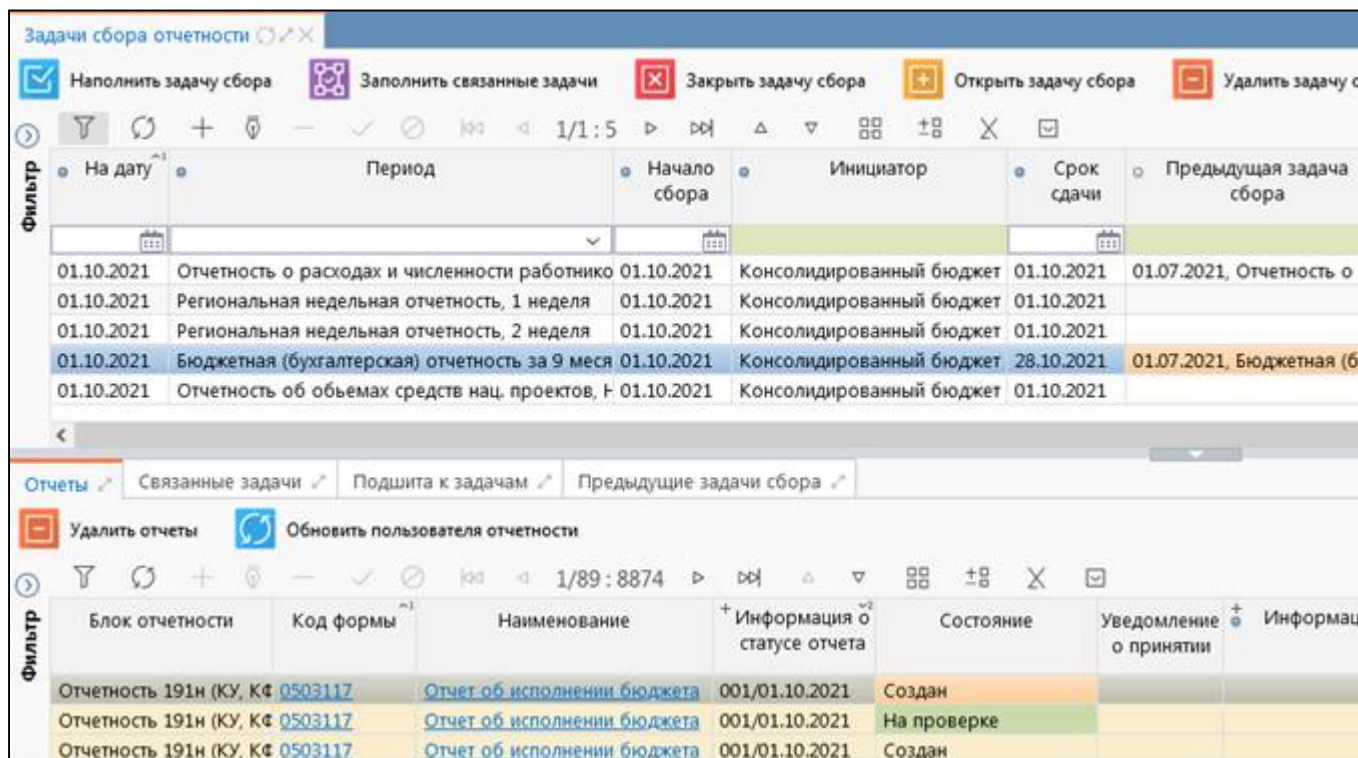 Задачи сбора отчетности
Наполнить задачу сбора Заполнить связанные задачи Закрыть задачу сбора Открыть задачу сбора Удалить задачу с
1/1 : 5
Фильтр
На дату Период Начало сбора Инициатор Срок сдачи Предыдущая задача сбора
01.10.2021 Отчетность о расходах и численности работнико 01.10.2021 Консолидированный бюджет 01.10.2021 01.07.2021, Отчетность о
01.10.2021 Региональная недельная отчетность, 1 неделя 01.10.2021 Консолидированный бюджет 01.10.2021
01.10.2021 Региональная недельная отчетность, 2 неделя 01.10.2021 Консолидированный бюджет 01.10.2021
01.10.2021 Бюджетная (бухгалтерская) отчетность за 9 меся 01.10.2021 Консолидированный бюджет 28.10.2021 01.07.2021, Бюджетная (б
01.10.2021 Отчетность об обьемах средств нац. проектов, Н 01.10.2021 Консолидированный бюджет 01.10.2021
Отчеты Связанные задачи Подшита к задачам Предыдущие задачи сбора
Удалить отчеты Обновить пользователя отчетности
1/89 : 8874
Фильтр
Блок отчетности Код формы Наименование Информация о статусе отчета Состояние Уведомление о принятии Информац
Отчетность 191н (КУ, КФ 0503117 Отчет об исполнении бюджета 001/01.10.2021 Создан
Отчетность 191н (КУ, КФ 0503117 Отчет об исполнении бюджета 001/01.10.2021 На проверке
Отчетность 191н (КУ, КФ 0503117 Отчет об исполнении бюджета 001/01.10.2021 Создан